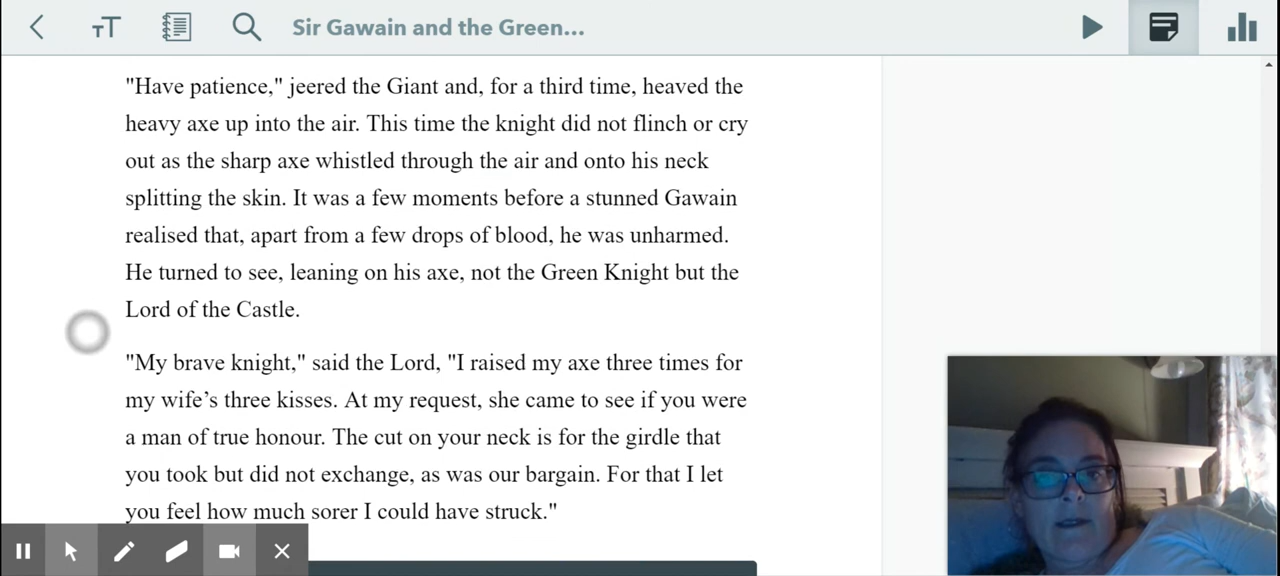 Sir Gawain and the Green...
"Have patience," jeered the Giant and, for a third time, heaved the
heavy axe up into the air. This time the knight did not flinch or cry
out as the sharp axe whistled through the air and onto his neck
splitting the skin. It was a few moments before a stunned Gawain
realised that, apart from a few drops of blood, he was unharmed.
He turned to see, leaning on his axe, not the Green Knight but the
Lord of the Castle.
"My brave knight," said the Lord, "I raised my axe three times for
my wife’s three kisses. At my request, she came to see if you were
a man of true honour. The cut on your neck is for the girdle that
you took but did not exchange, as was our bargain. For that I let
you feel how much sorer I could have struck."